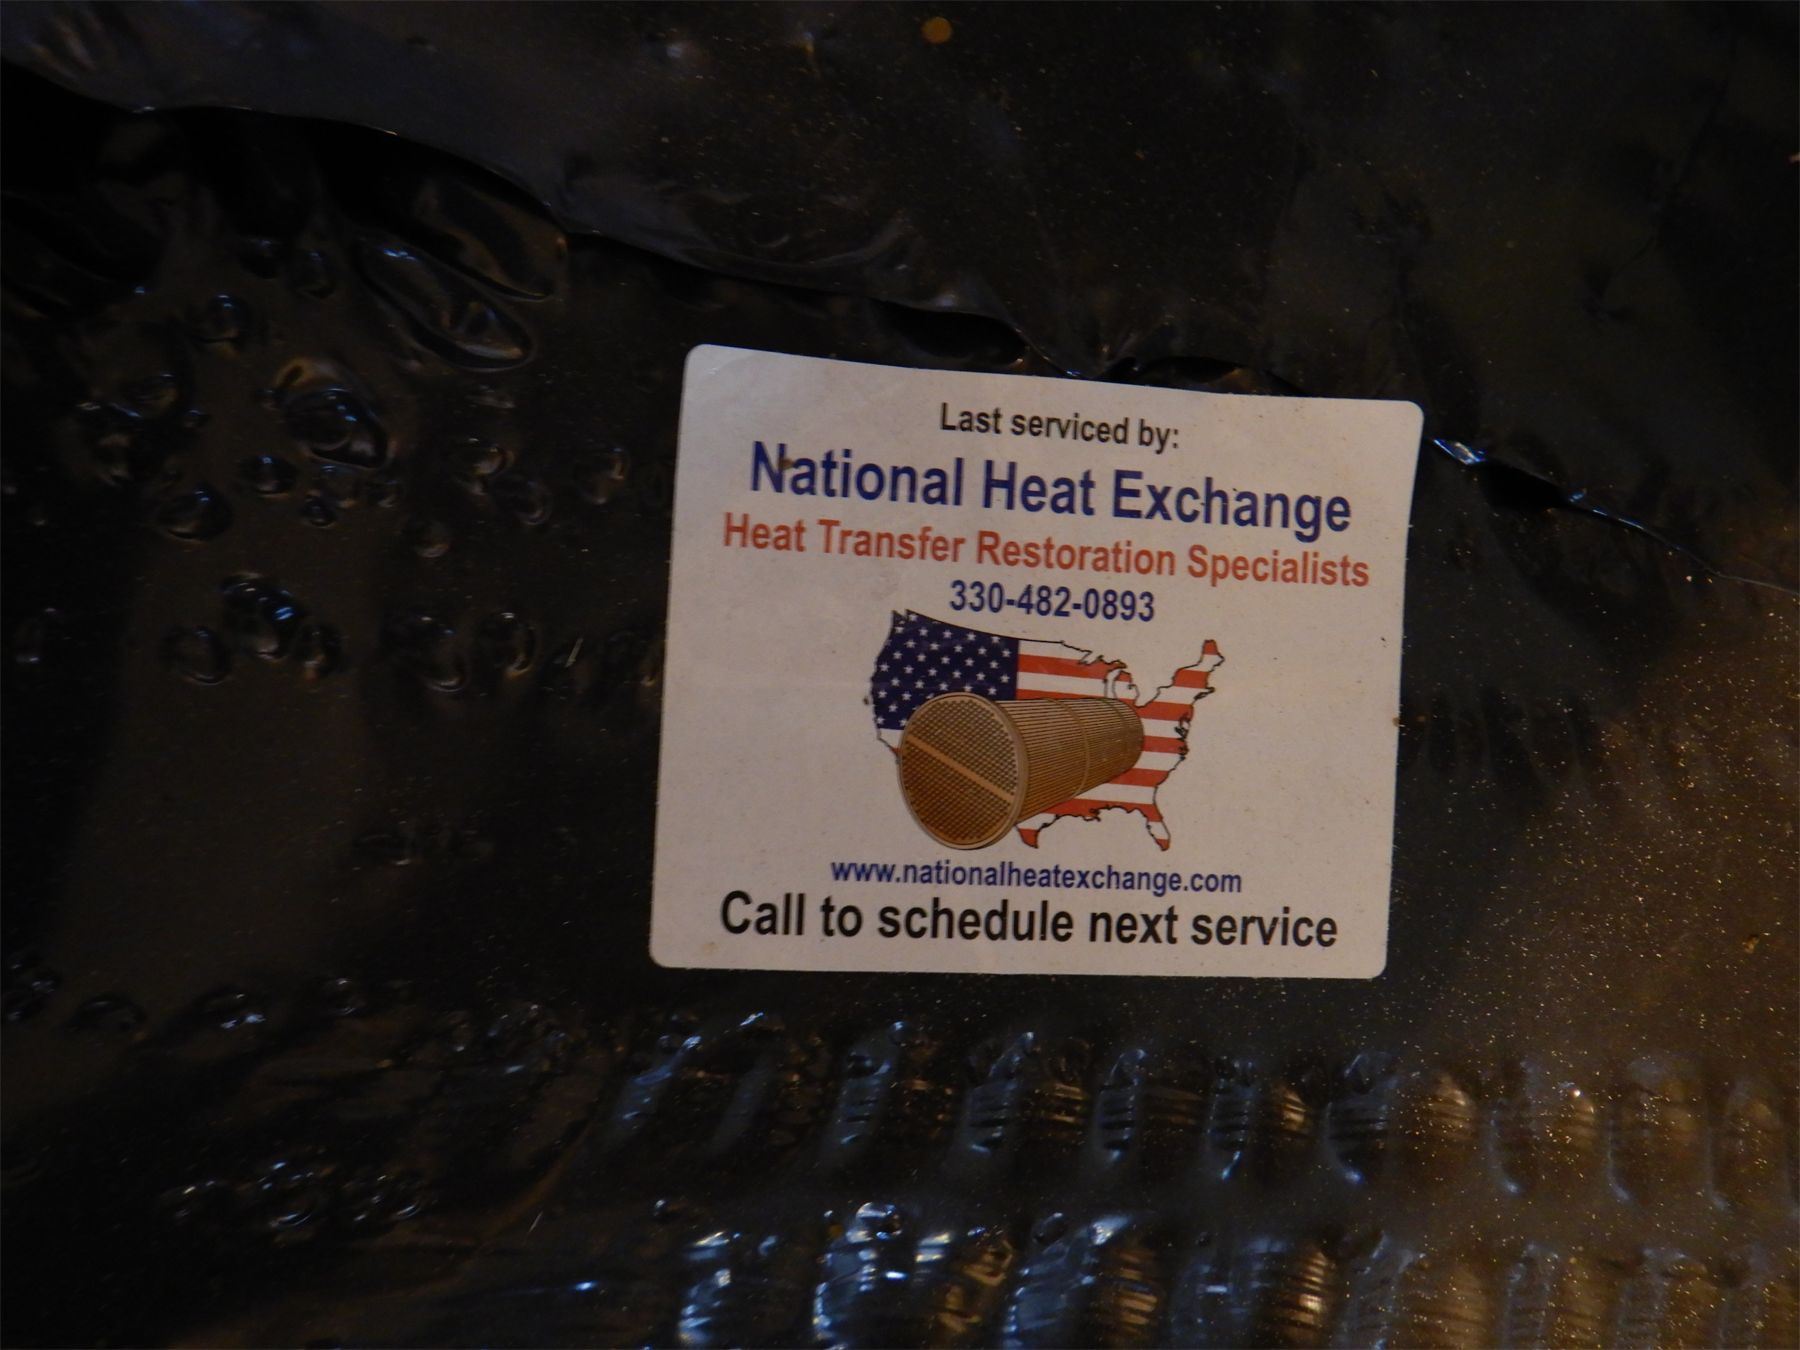 Last serviced by:
National Heat Exchange
Heat Transfer Restoration Specialists
330-482-0893
www.nationalheatexchange.com
Call to schedule next service